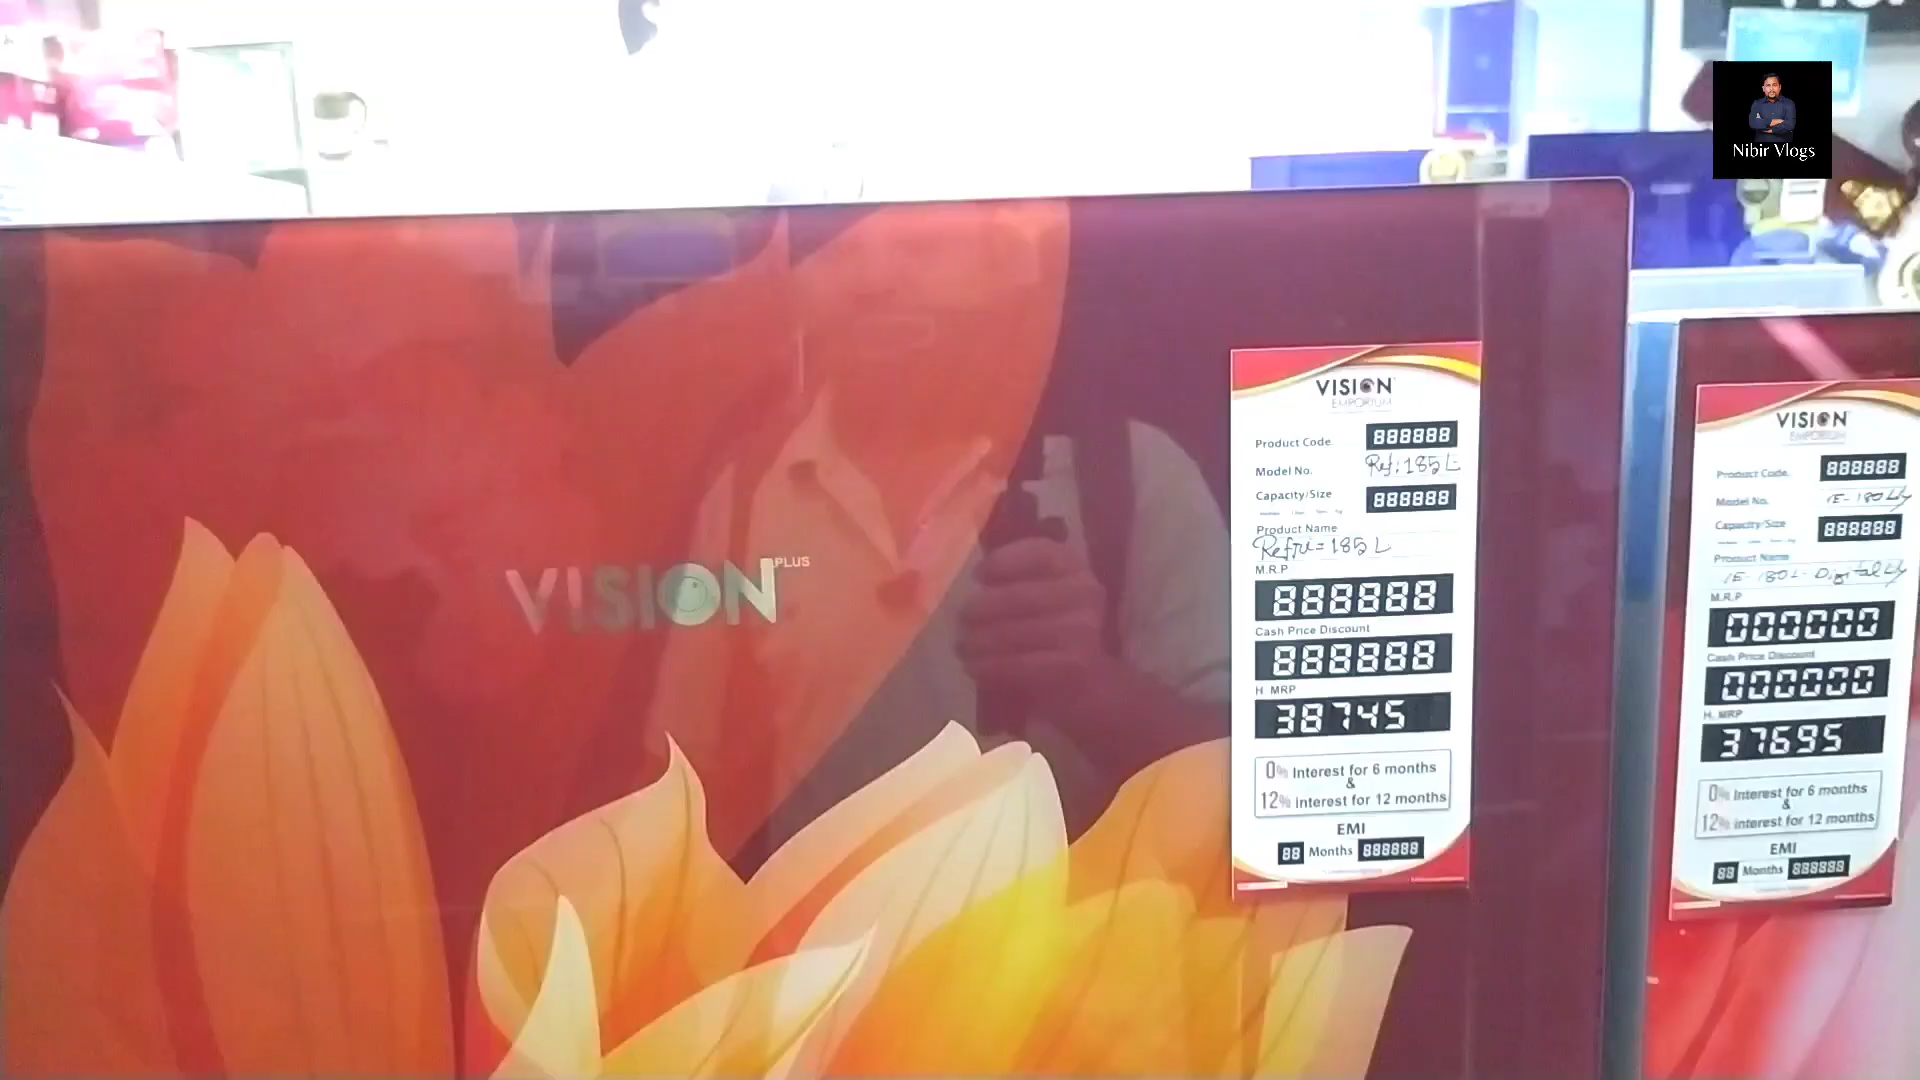 Nibir Vlogs
VISION PLUS
VISION
EMPORIUM
Product Code 888888
Model No. Ref: 185 L
Capacity/Size 888888
Product Name
Refri = 185 L
M.R.P
888888
Cash Price Discount
888888
H MRP
38745
0% Interest for 6 months
&
12% interest for 12 months
EMI
88 Months 888888
VISION
EMPORIUM
Product Code 888888
Model No.
Capacity/Size 888888
Product Name
M.R.P
000000
Cash Price Discount
000000
H. MRP
37695
0% Interest for 6 months
&
12% interest for 12 months
EMI
88 Months 888888